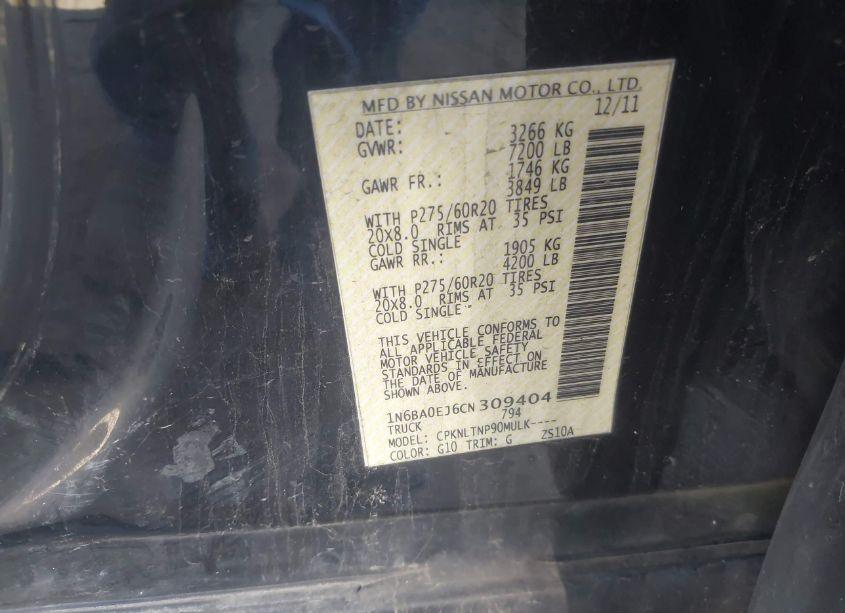 MFD BY NISSAN MOTOR CO., LTD.
12/11
DATE:
GVWR: 3266 KG
7200 LB
GAWR FR.: 1746 KG
3849 LB
WITH P275/60R20 TIRES
20X8.0 RIMS AT 35 PSI
COLD SINGLE
GAWR RR.: 1905 KG
4200 LB
WITH P275/60R20 TIRES
20X8.0 RIMS AT 35 PSI
COLD SINGLE
THIS VEHICLE CONFORMS TO
ALL APPLICABLE FEDERAL
MOTOR VEHICLE SAFETY
STANDARDS IN EFFECT ON
THE DATE OF MANUFACTURE
SHOWN ABOVE.
1N6BA0EJ6CN309404
TRUCK 794
MODEL: CPKNLTNP90MULK----
COLOR: G10 TRIM: G ZS10A